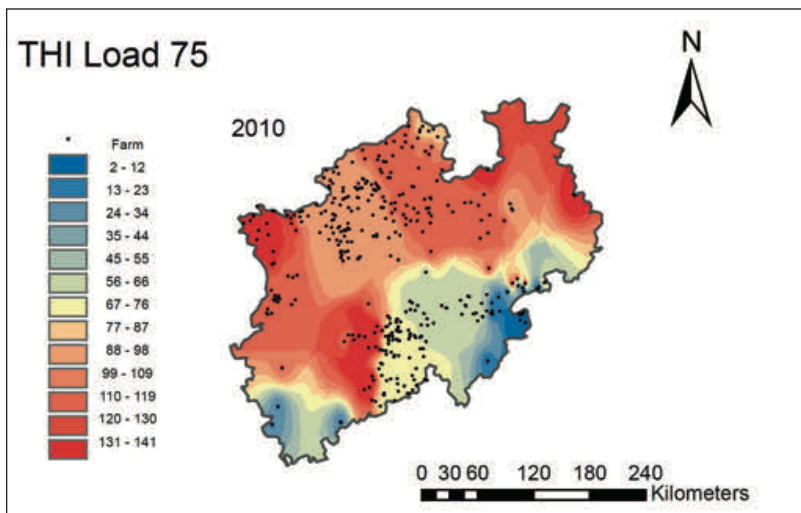 THI Load 75
N
2010
Farm
2 - 12
13 - 23
24 - 34
35 - 44
45 - 55
56 - 66
67 - 76
77 - 87
88 - 98
99 - 109
110 - 119
120 - 130
131 - 141
0 30 60 120 180 240
Kilometers